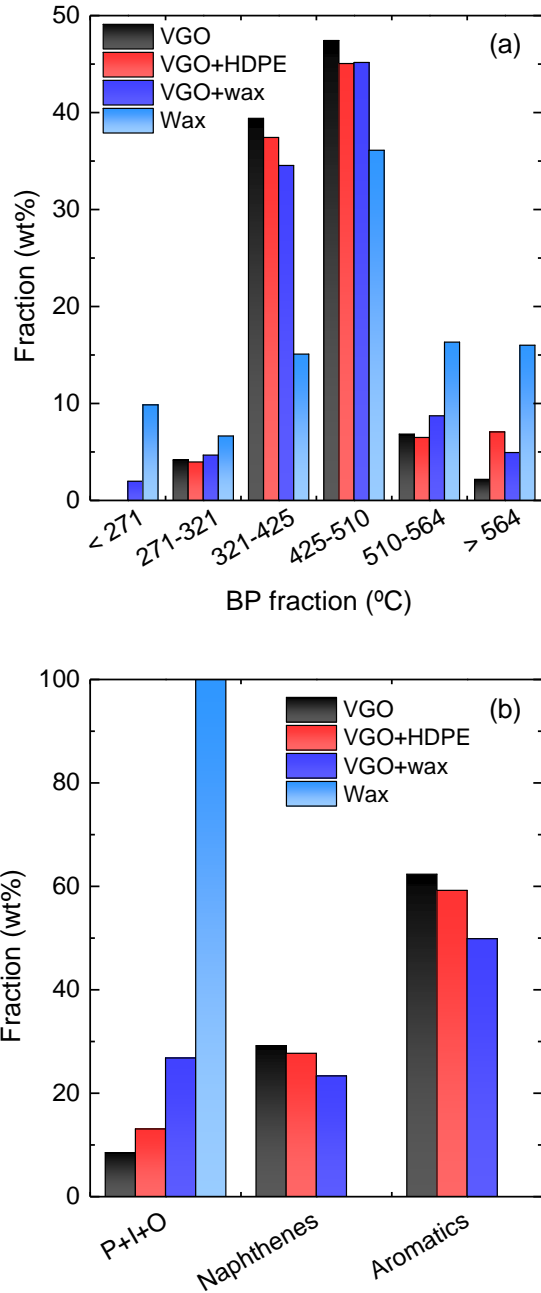 (a)
VGO
VGO+HDPE
VGO+wax
Wax
50
40
30
20
10
0
Fraction (wt%)
< 271
271-321
321-425
425-510
510-564
> 564
BP fraction (ºC)
(b)
VGO
VGO+HDPE
VGO+wax
Wax
100
80
60
40
20
0
Fraction (wt%)
P+I+O
Naphthenes
Aromatics